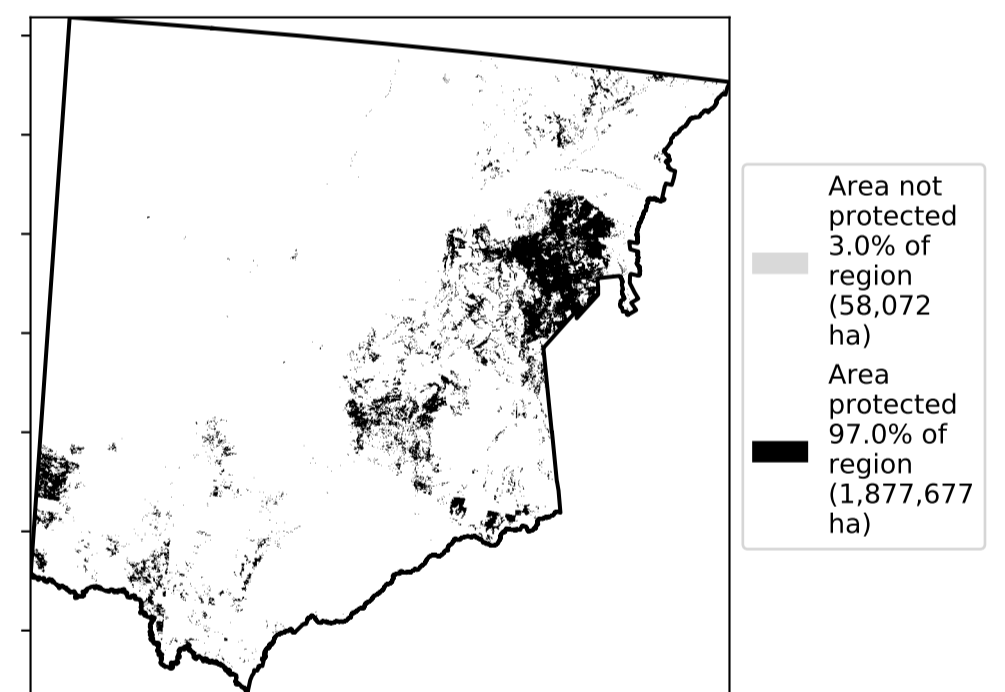 Area not
protected
3.0% of
region
(58,072
ha)
Area
protected
97.0% of
region
(1,877,677
ha)